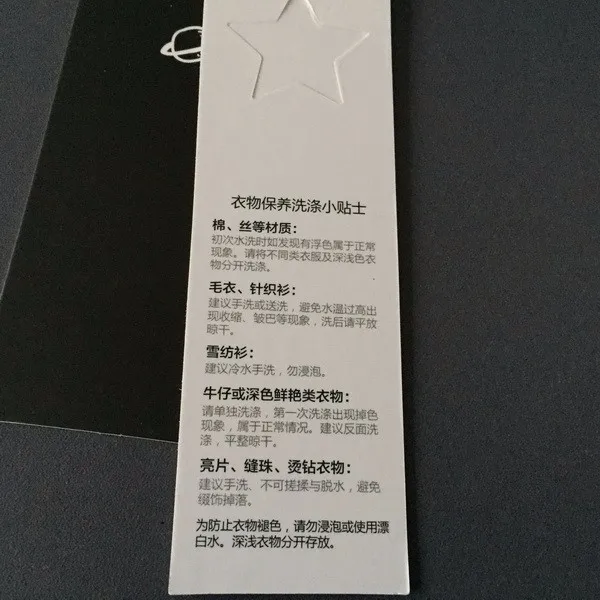 衣物保养洗涤小贴士
棉、丝等材质：
初次水洗时如发现有浮色属于正常
现象。请将不同类衣服及深浅色衣
物分开洗涤。
毛衣、针织衫：
建议手洗或送洗，避免水温过高出
现收缩、皱巴等现象，洗后请平放
晾干。
雪纺衫：
建议冷水手洗，勿浸泡。
牛仔或深色鲜艳类衣物：
请单独洗涤，第一次洗涤出现掉色
现象，属于正常情况。建议反面洗
涤，平整晾干。
亮片、缝珠、烫钻衣物：
建议手洗、不可搓揉与脱水，避免
缀饰掉落。
为防止衣物褪色，请勿浸泡或使用漂
白水。深浅衣物分开存放。